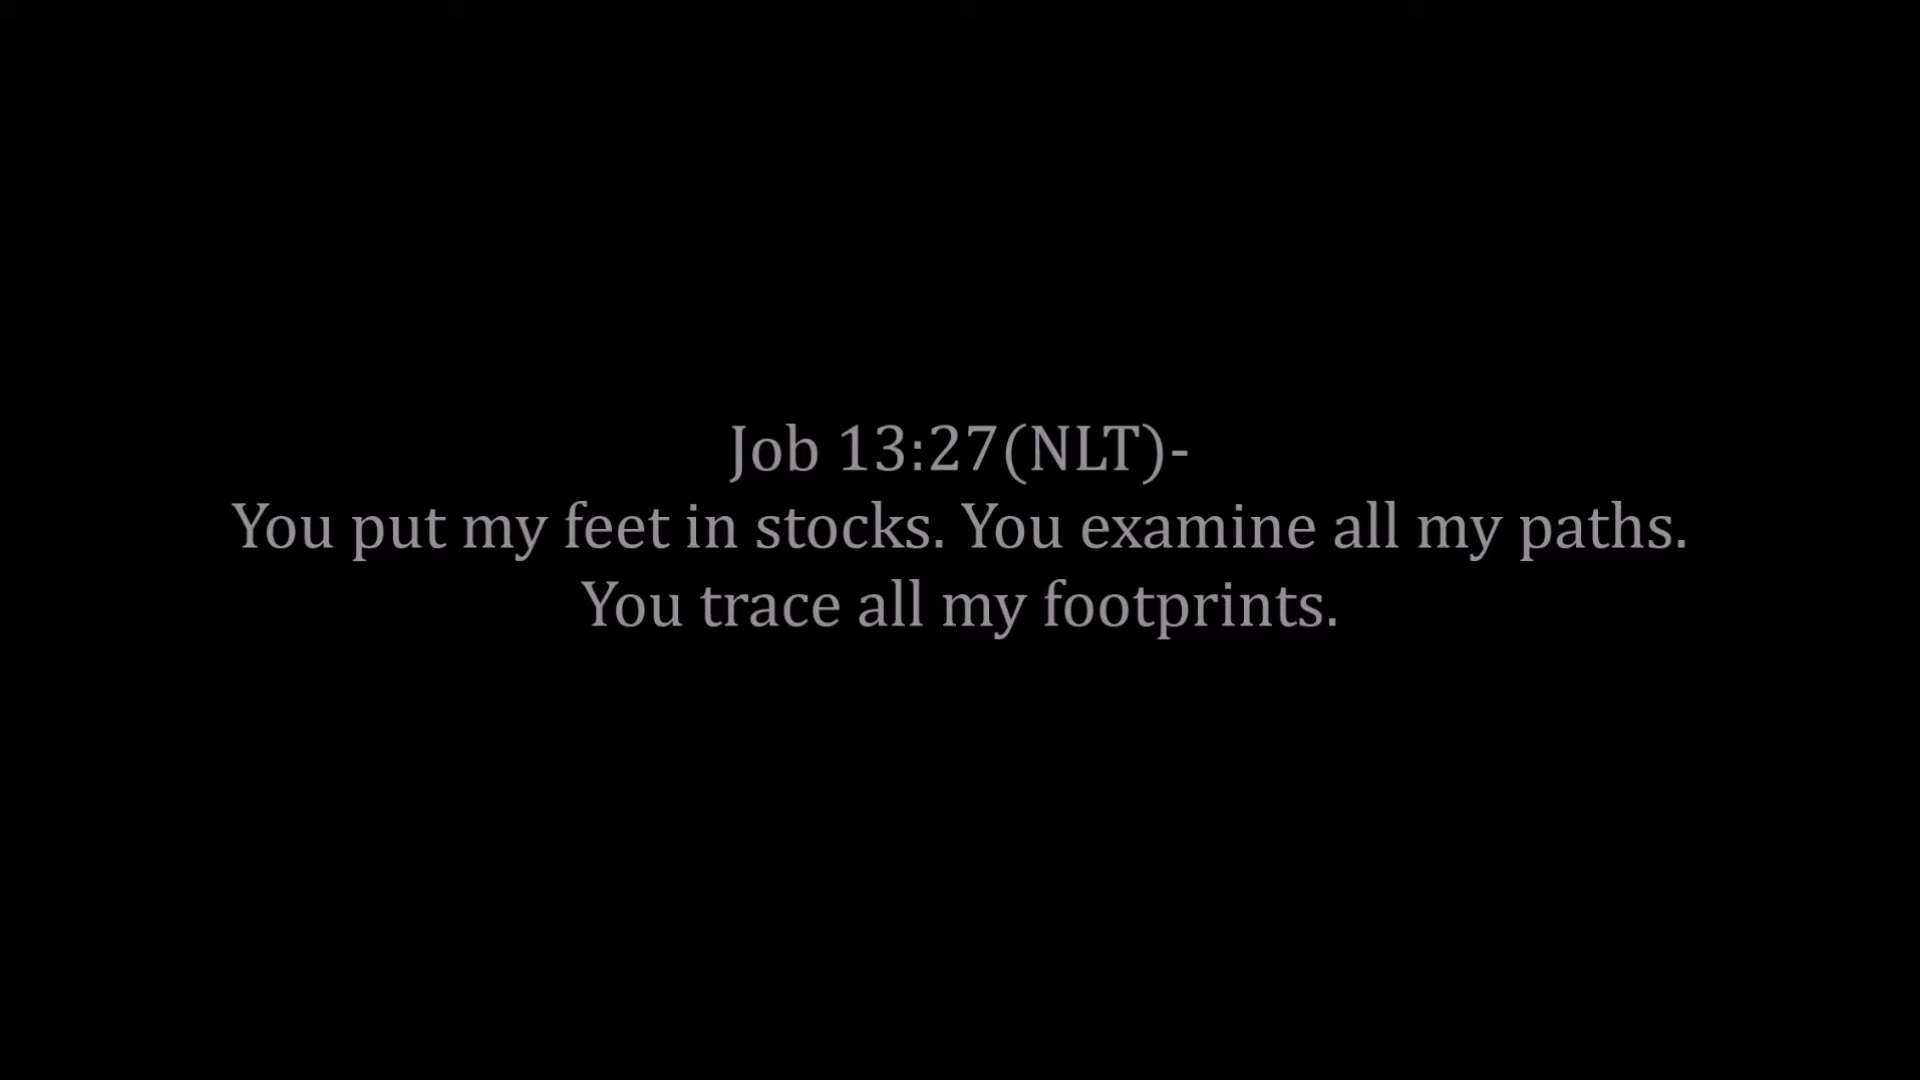 Job 13:27(NLT)-
You put my feet in stocks. You examine all my paths.
You trace all my footprints.